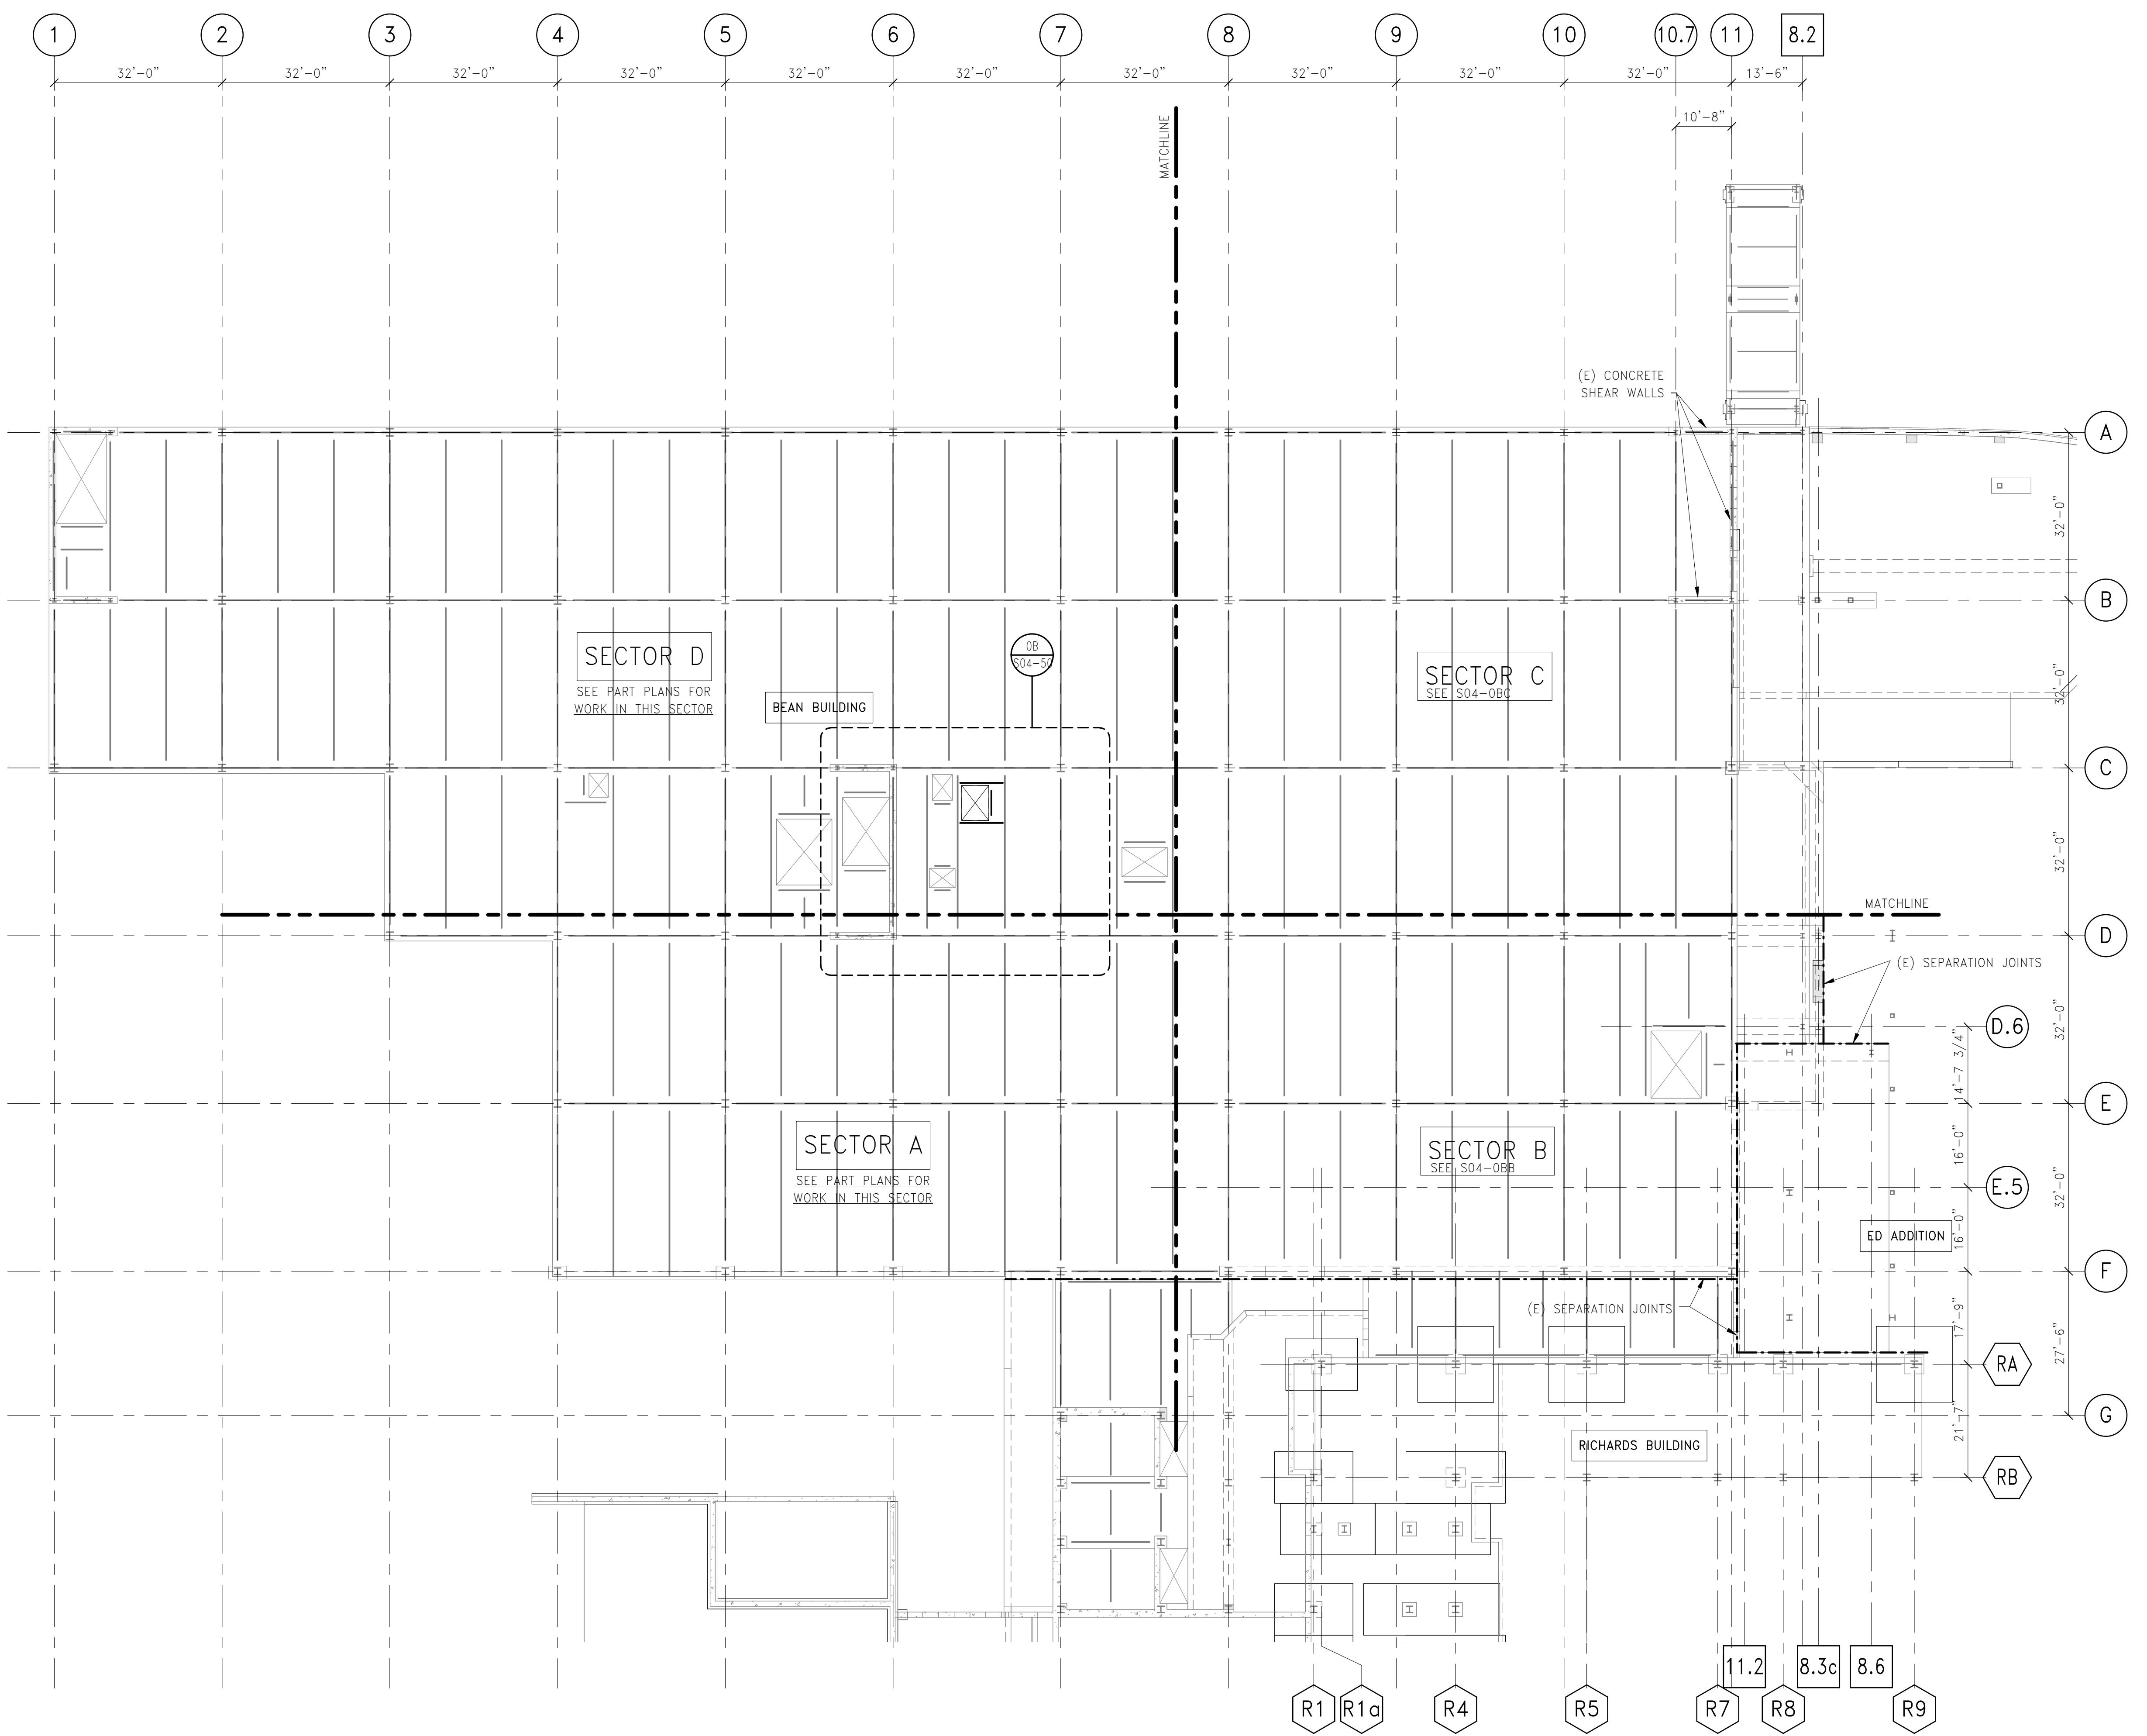 1 2 3 4 5 6 7 8 9 10 10.7 11 8.2
32'-0" 32'-0" 32'-0" 32'-0" 32'-0" 32'-0" 32'-0" 32'-0" 32'-0" 32'-0" 13'-6"
10'-8"
MATCHLINE
(E) CONCRETE
SHEAR WALLS
A
32'-0"
B
SECTOR D
SEE PART PLANS FOR
WORK IN THIS SECTOR
0B
S04-50
BEAN BUILDING
SECTOR C
SEE S04-0BC
32'-0"
C
32'-0"
MATCHLINE
D
(E) SEPARATION JOINTS
32'-0"
D.6
14'-7 3/4"
E
SECTOR A
SEE PART PLANS FOR
WORK IN THIS SECTOR
SECTOR B
SEE S04-0BB
16'-0"
32'-0"
E.5
ED ADDITION
16'-0"
F
(E) SEPARATION JOINTS
17'-9"
27'-6"
RA
G
21'-7"
RICHARDS BUILDING
RB
11.2 8.3c 8.6
R1 R1a R4 R5 R7 R8 R9